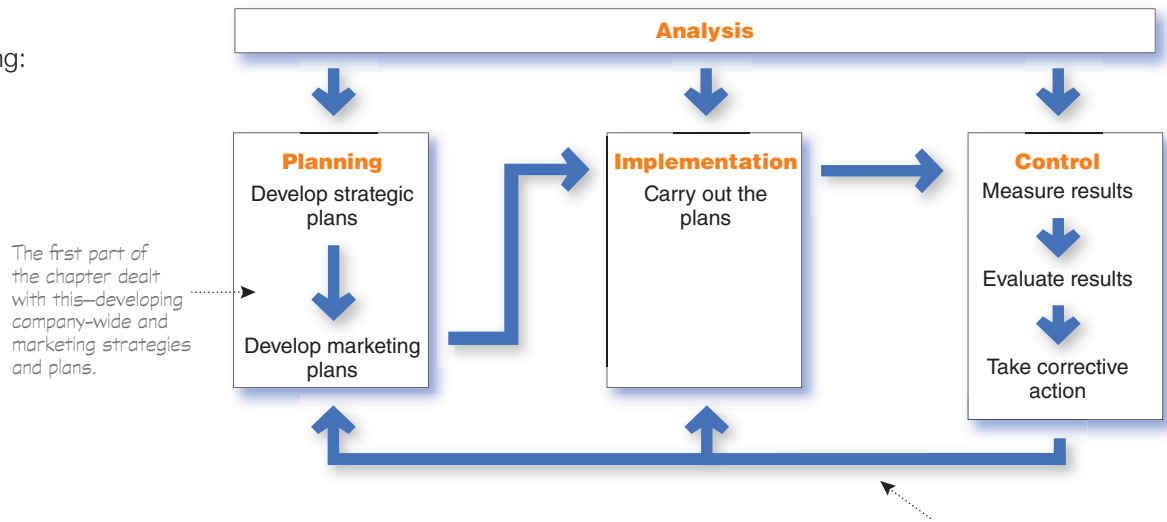 ng:
Analysis
Planning
Develop strategic
plans
Develop marketing
plans
Implementation
Carry out the
plans
Control
Measure results
Evaluate results
Take corrective
action
The first part of
the chapter dealt
with this—developing
company-wide and
marketing strategies
and plans.